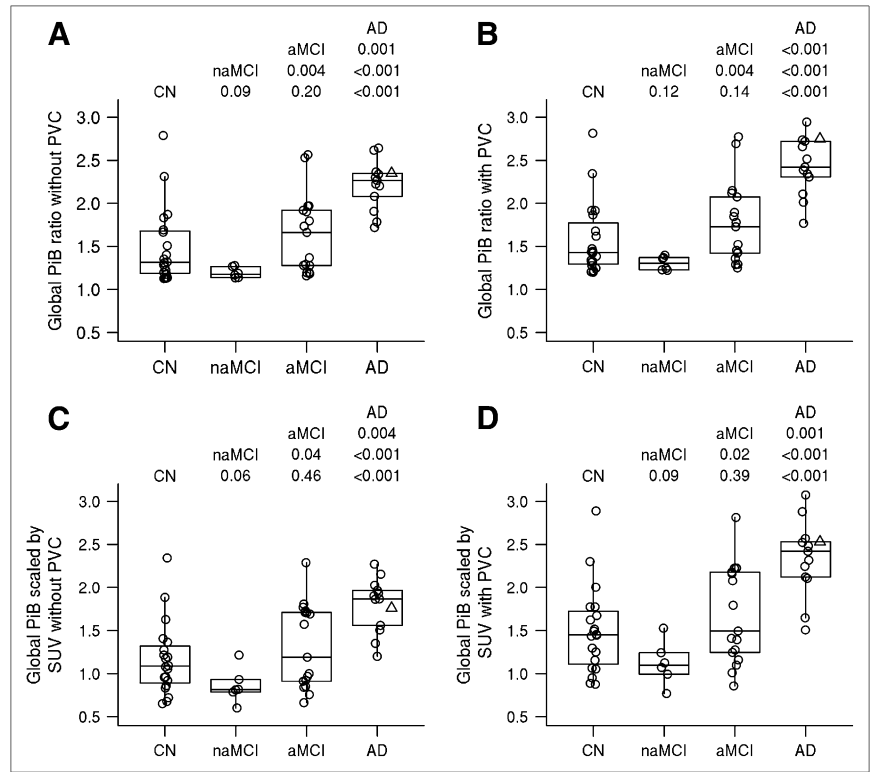 A
AD
aMCI 0.001
naMCI 0.004 <0.001
CN 0.09 0.20 <0.001
Global PiB ratio without PVC
3.0
2.5
2.0
1.5
1.0
0.5
CN naMCI aMCI AD
B
AD
aMCI <0.001
naMCI 0.004 <0.001
CN 0.12 0.14 <0.001
Global PiB ratio with PVC
3.0
2.5
2.0
1.5
1.0
0.5
CN naMCI aMCI AD
C
AD
aMCI 0.004
naMCI 0.04 <0.001
CN 0.06 0.46 <0.001
Global PiB scaled by
SUV without PVC
3.0
2.5
2.0
1.5
1.0
0.5
CN naMCI aMCI AD
D
AD
aMCI 0.001
naMCI 0.02 <0.001
CN 0.09 0.39 <0.001
Global PiB scaled by
SUV with PVC
3.0
2.5
2.0
1.5
1.0
0.5
CN naMCI aMCI AD